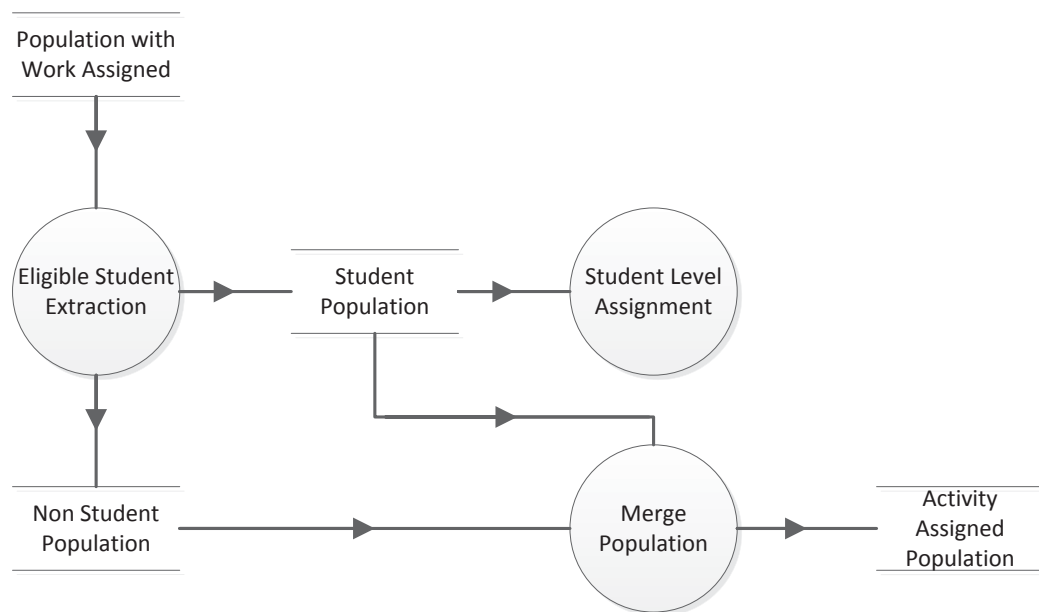 Population with
Work Assigned
Eligible Student
Extraction
Student
Population
Student Level
Assignment
Non Student
Population
Merge
Population
Activity
Assigned
Population